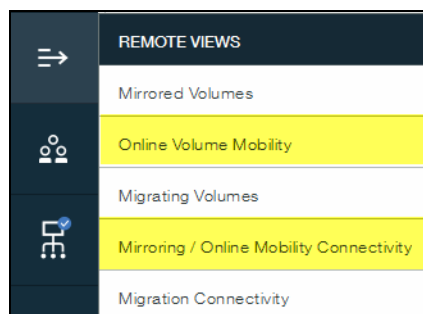 REMOTE VIEWS
Mirrored Volumes
Online Volume Mobility
Migrating Volumes
Mirroring / Online Mobility Connectivity
Migration Connectivity